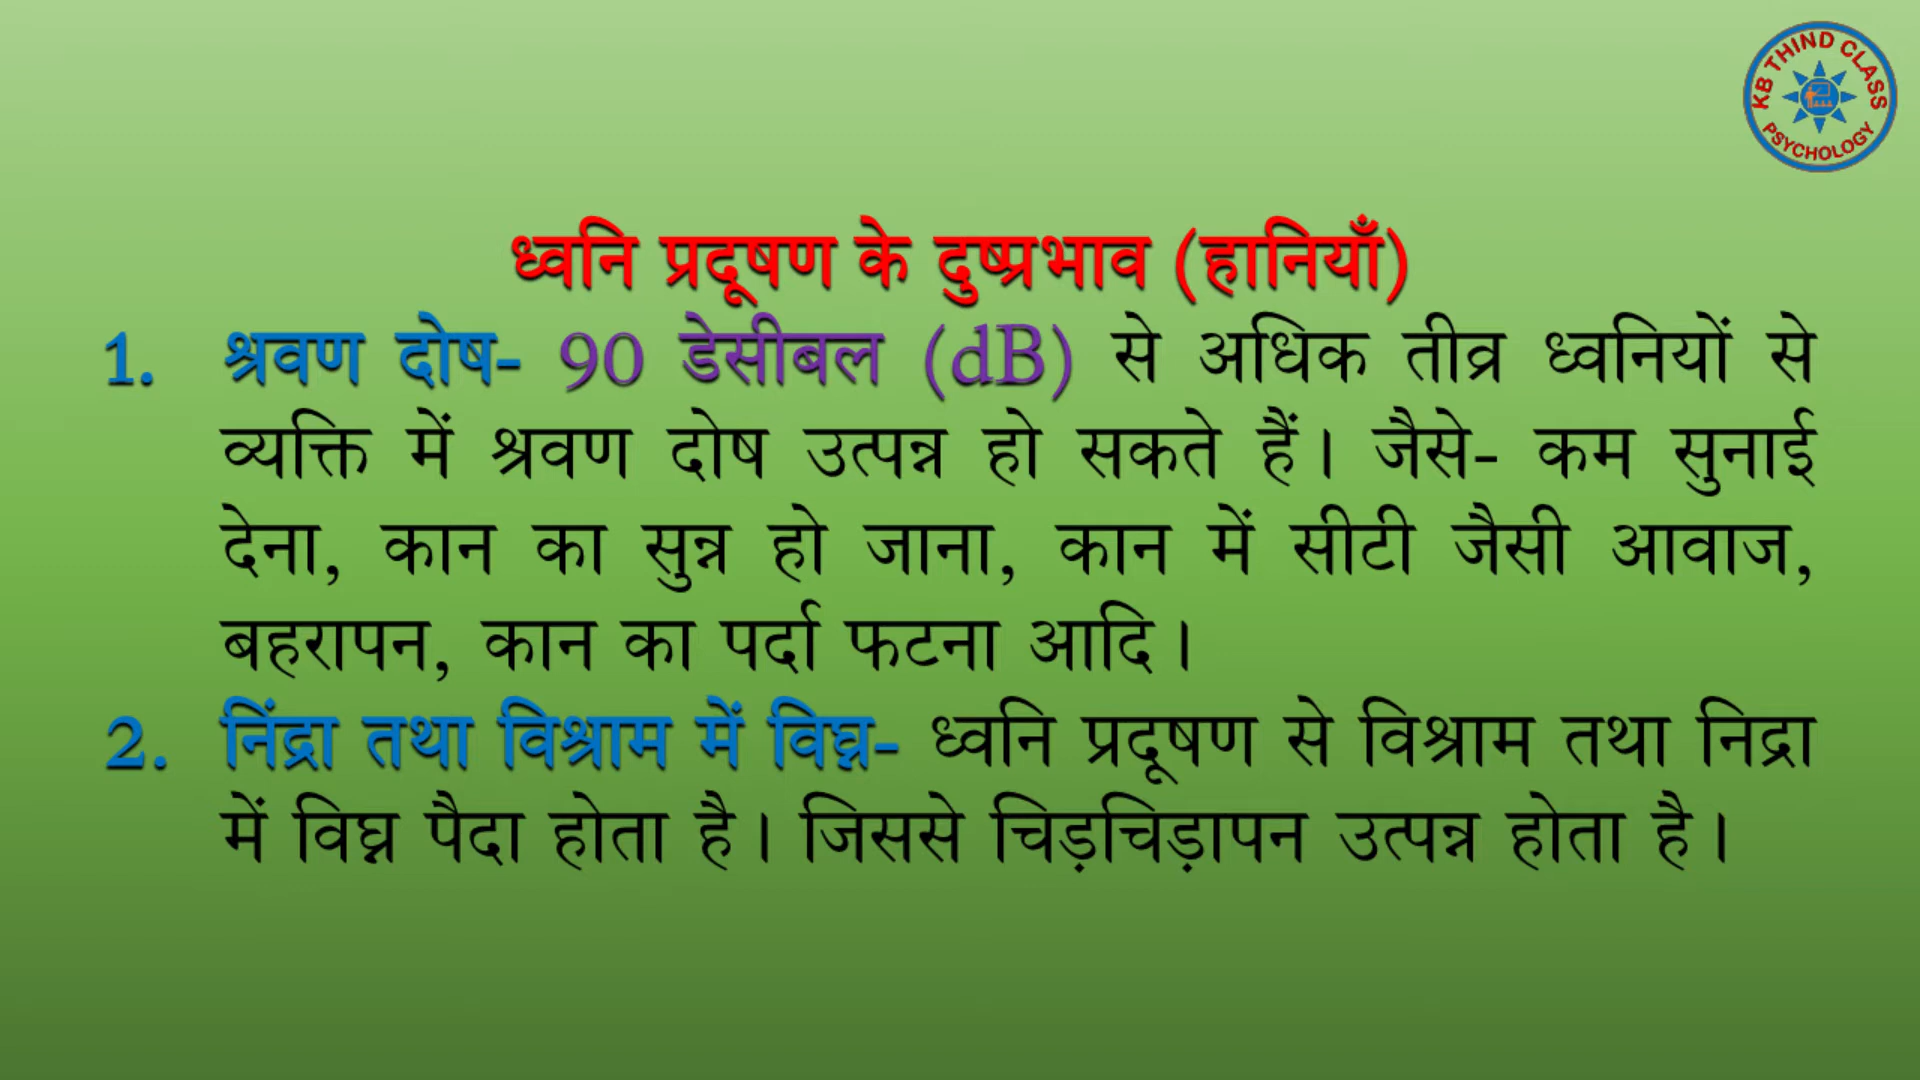 KB THIND CLASS
PSYCHOLOGY
ध्वनि प्रदूषण के दुष्प्रभाव (हानियाँ)
1. श्रवण दोष- 90 डेसीबल (dB) से अधिक तीव्र ध्वनियों से
व्यक्ति में श्रवण दोष उत्पन्न हो सकते हैं। जैसे- कम सुनाई
देना, कान का सुन्न हो जाना, कान में सीटी जैसी आवाज,
बहरापन, कान का पर्दा फटना आदि।
2. निंद्रा तथा विश्राम में विघ्न- ध्वनि प्रदूषण से विश्राम तथा निद्रा
में विघ्न पैदा होता है। जिससे चिड़चिड़ापन उत्पन्न होता है।